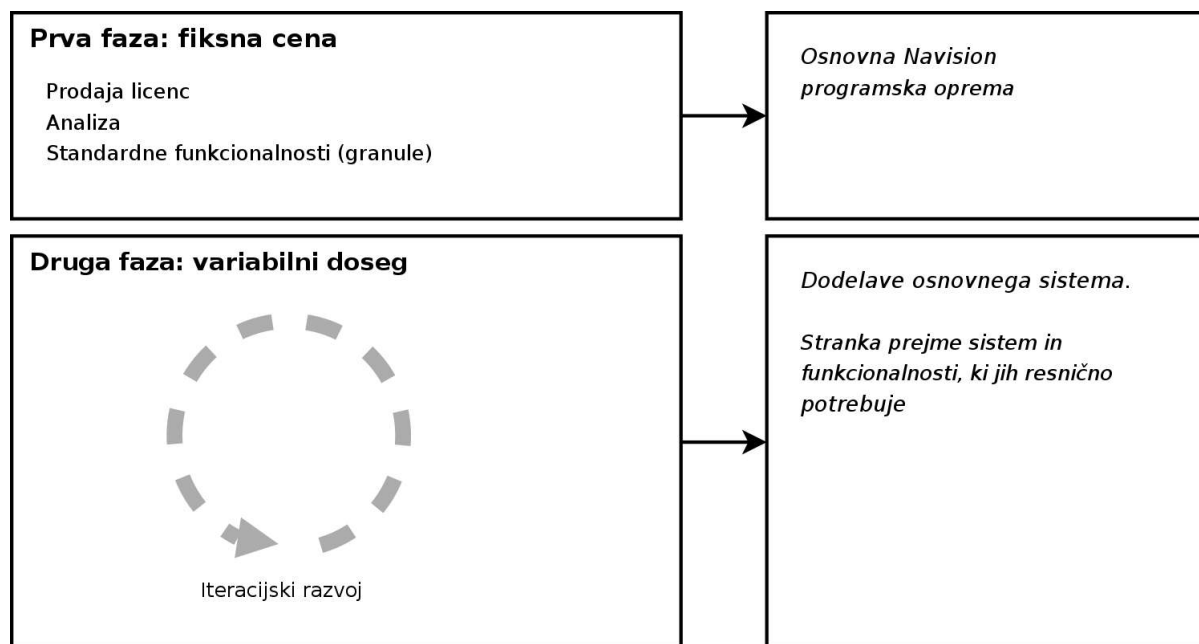 Prva faza: fiksna cena
Prodaja licenc
Analiza
Standardne funkcionalnosti (granule)
Osnovna Navision
programska oprema
Druga faza: variabilni doseg
Iteracijski razvoj
Dodelave osnovnega sistema.
Stranka prejme sistem in
funkcionalnosti, ki jih resnično
potrebuje